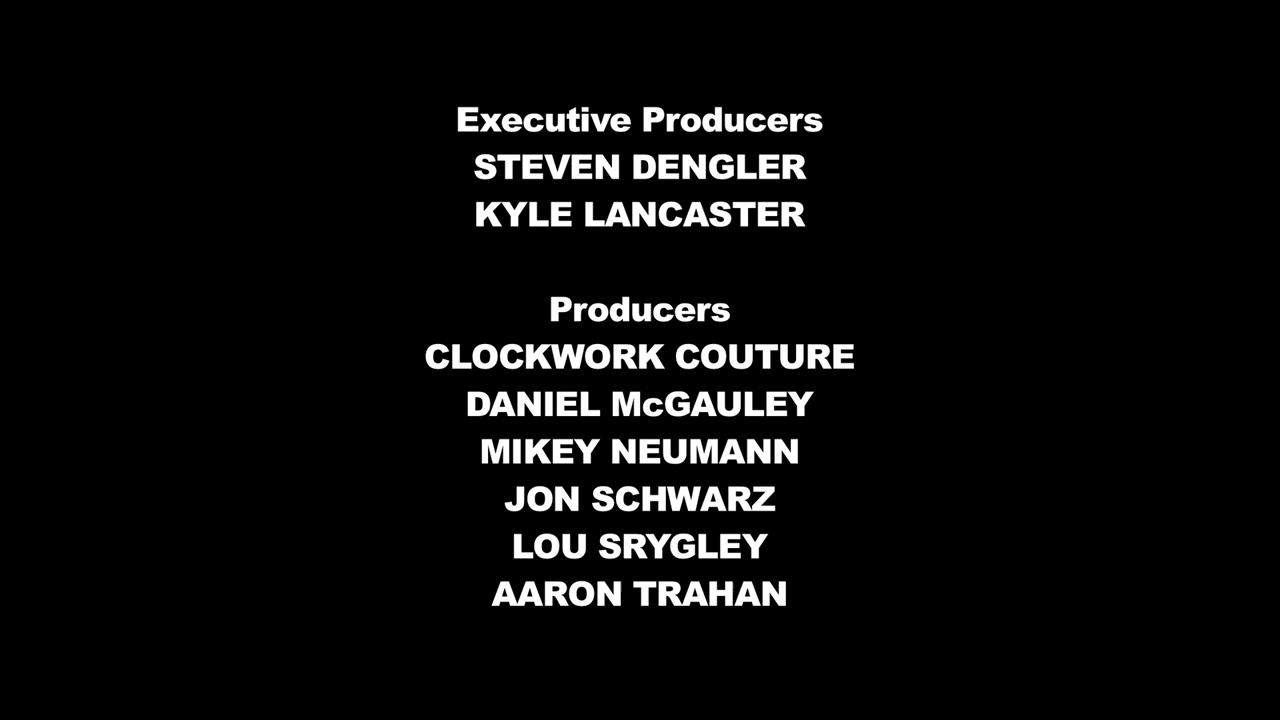 Executive Producers
STEVEN DENGLER
KYLE LANCASTER
Producers
CLOCKWORK COUTURE
DANIEL McGAULEY
MIKEY NEUMANN
JON SCHWARZ
LOU SRYGLEY
AARON TRAHAN